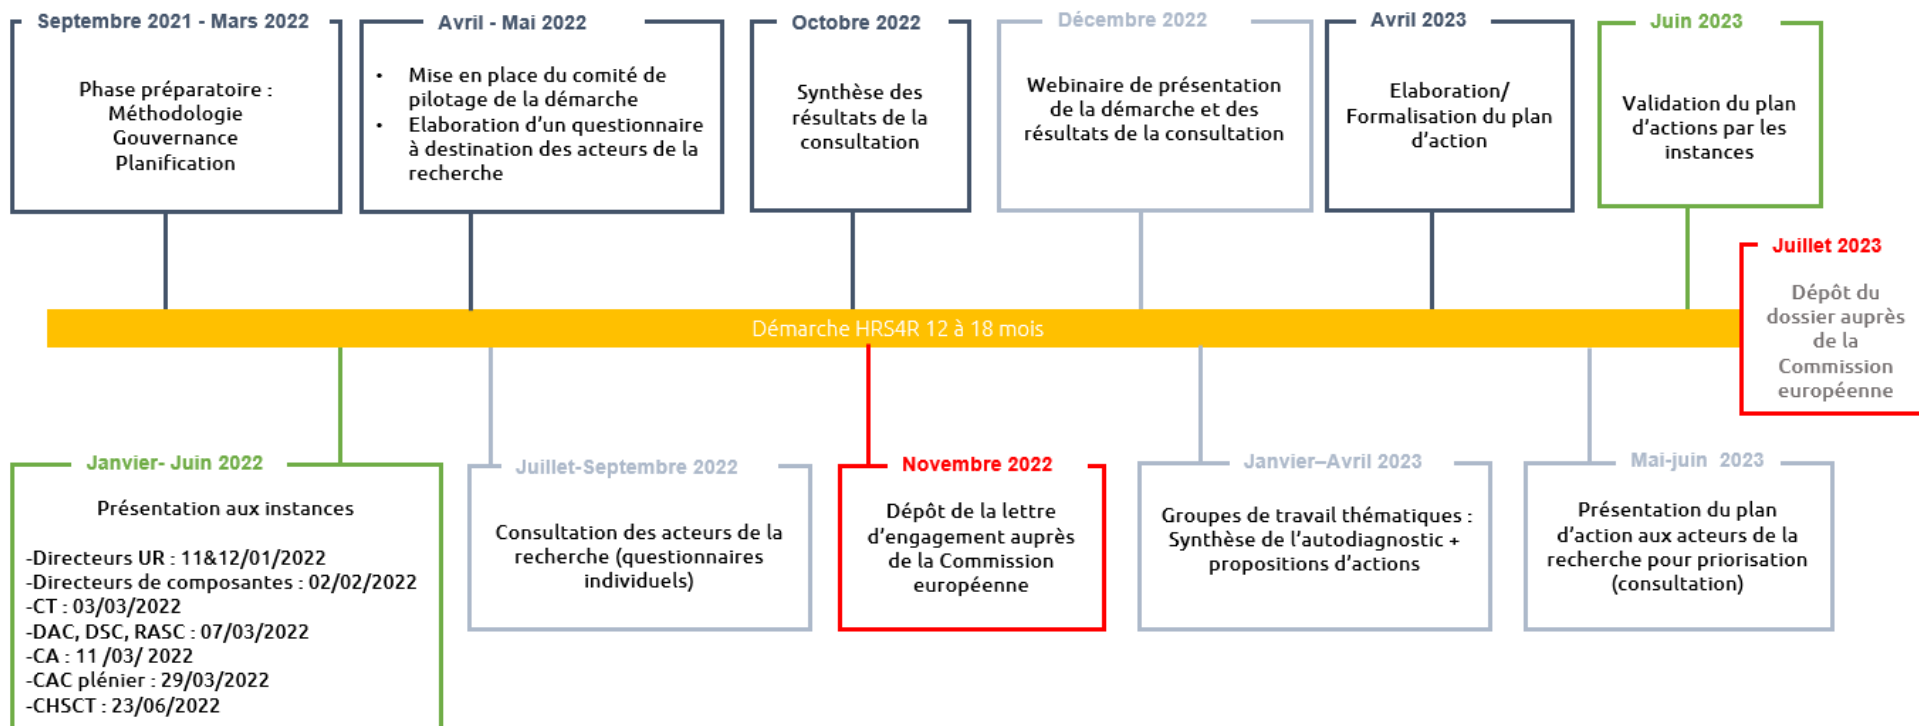 Septembre 2021 - Mars 2022
Phase préparatoire :
Méthodologie
Gouvernance
Planification
Avril - Mai 2022
• Mise en place du comité de
pilotage de la démarche
• Elaboration d'un questionnaire
à destination des acteurs de la
recherche
Octobre 2022
Synthèse des
résultats de la
consultation
Décembre 2022
Webinaire de présentation
de la démarche et des
résultats de la consultation
Avril 2023
Elaboration/
Formalisation du plan
d'action
Juin 2023
Validation du plan
d'actions par les
instances
Juillet 2023
Dépôt du
dossier auprès
de la
Commission
européenne
Démarche HRS4R 12 à 18 mois
Janvier- Juin 2022
Présentation aux instances
-Directeurs UR : 11&12/01/2022
-Directeurs de composantes : 02/02/2022
-CT : 03/03/2022
-DAC, DSC, RASC : 07/03/2022
-CA : 11 /03/ 2022
-CAC plénier : 29/03/2022
-CHSCT : 23/06/2022
Juillet-Septembre 2022
Consultation des acteurs de la
recherche (questionnaires
individuels)
Novembre 2022
Dépôt de la lettre
d'engagement auprès
de la Commission
européenne
Janvier–Avril 2023
Groupes de travail thématiques :
Synthèse de l'autodiagnostic +
propositions d'actions
Mai-juin 2023
Présentation du plan
d'action aux acteurs de la
recherche pour priorisation
(consultation)